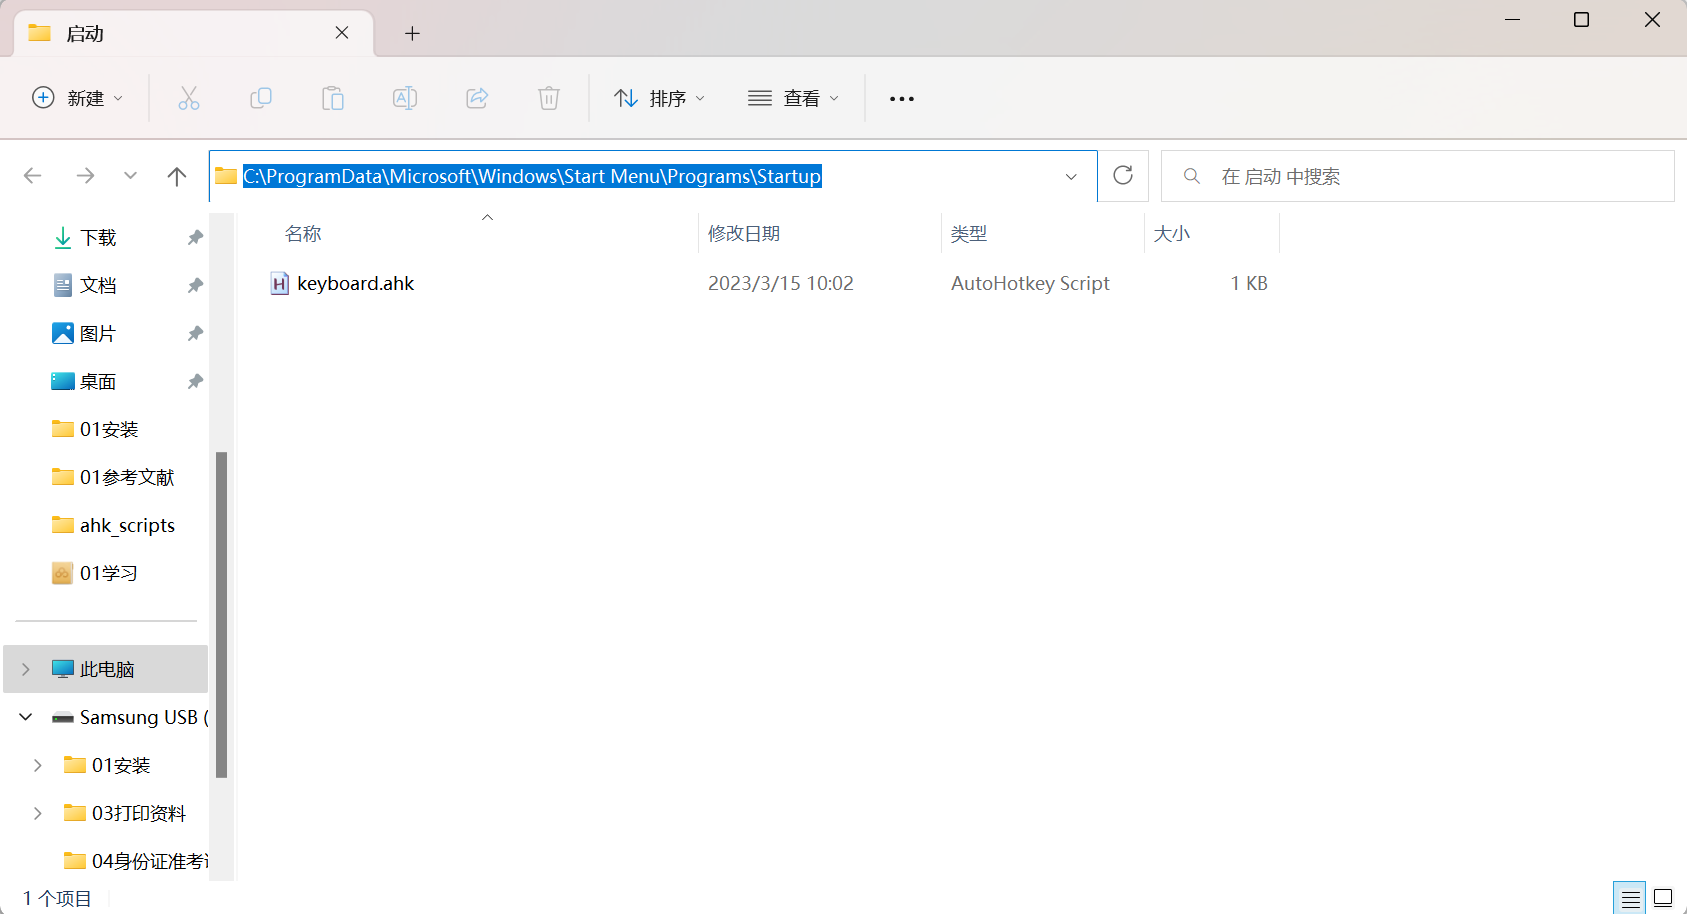 启动
新建
排序
查看
C:\ProgramData\Microsoft\Windows\Start Menu\Programs\Startup
在 启动 中搜索
名称 修改日期 类型 大小
keyboard.ahk 2023/3/15 10:02 AutoHotkey Script 1 KB
下载
文档
图片
桌面
01安装
01参考文献
ahk_scripts
01学习
此电脑
Samsung USB (
01安装
03打印资料
04身份证准考
1 个项目